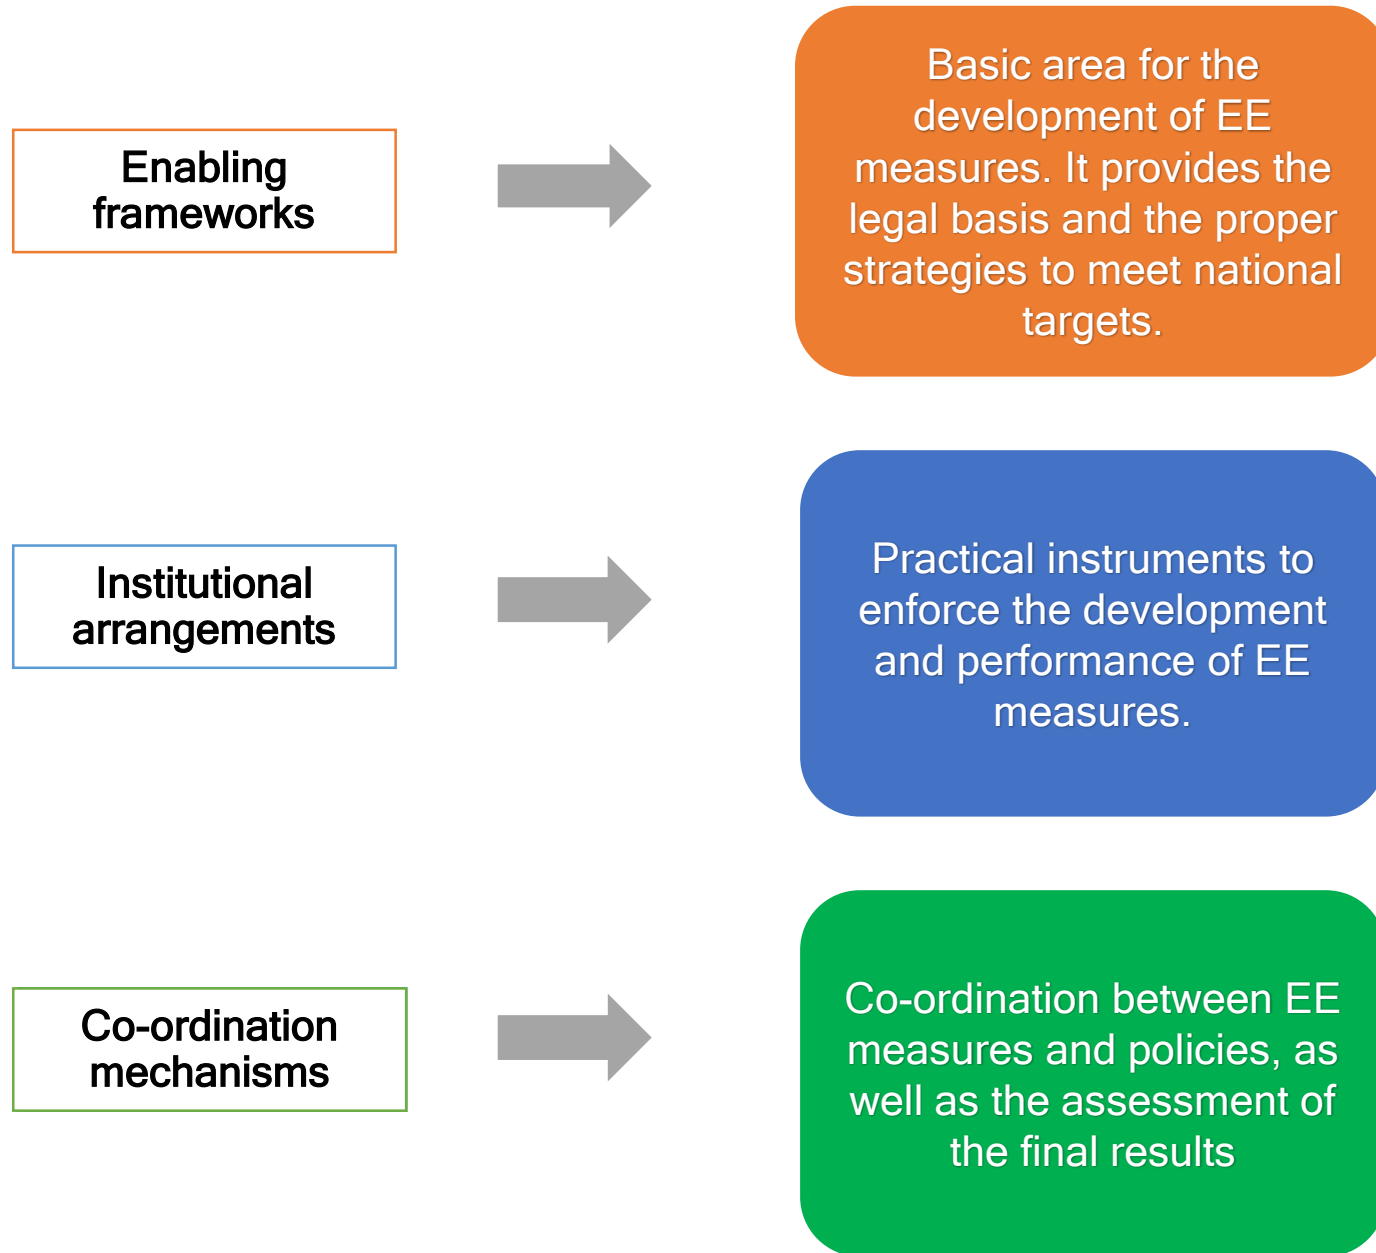 Enabling
frameworks
Basic area for the
development of EE
measures. It provides the
legal basis and the proper
strategies to meet national
targets.
Institutional
arrangements
Practical instruments to
enforce the development
and performance of EE
measures.
Co-ordination
mechanisms
Co-ordination between EE
measures and policies, as
well as the assessment of
the final results